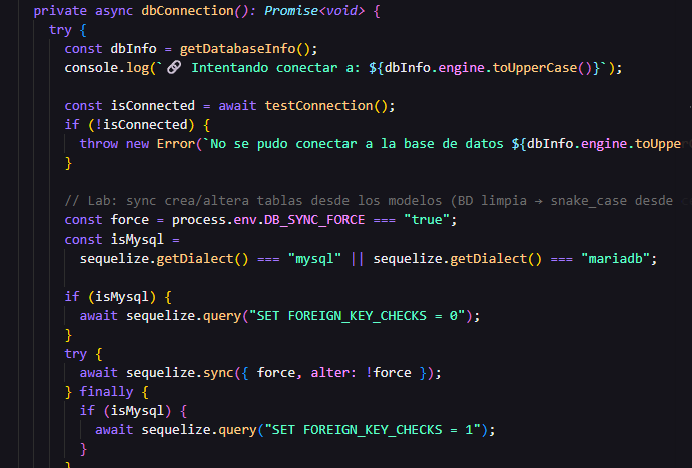 private async dbConnection(): Promise<void> {
try {
const dbInfo = getDatabaseInfo();
console.log(`🔗 Intentando conectar a: ${dbInfo.engine.toUpperCase()}`);
const isConnected = await testConnection();
if (!isConnected) {
throw new Error(`No se pudo conectar a la base de datos ${dbInfo.engine.toUppe
}
// Lab: sync crea/altera tablas desde los modelos (BD limpia → snake_case desde
const force = process.env.DB_SYNC_FORCE === "true";
const isMysql =
sequelize.getDialect() === "mysql" || sequelize.getDialect() === "mariadb";
if (isMysql) {
await sequelize.query("SET FOREIGN_KEY_CHECKS = 0");
}
try {
await sequelize.sync({ force, alter: !force });
} finally {
if (isMysql) {
await sequelize.query("SET FOREIGN_KEY_CHECKS = 1");
}
}